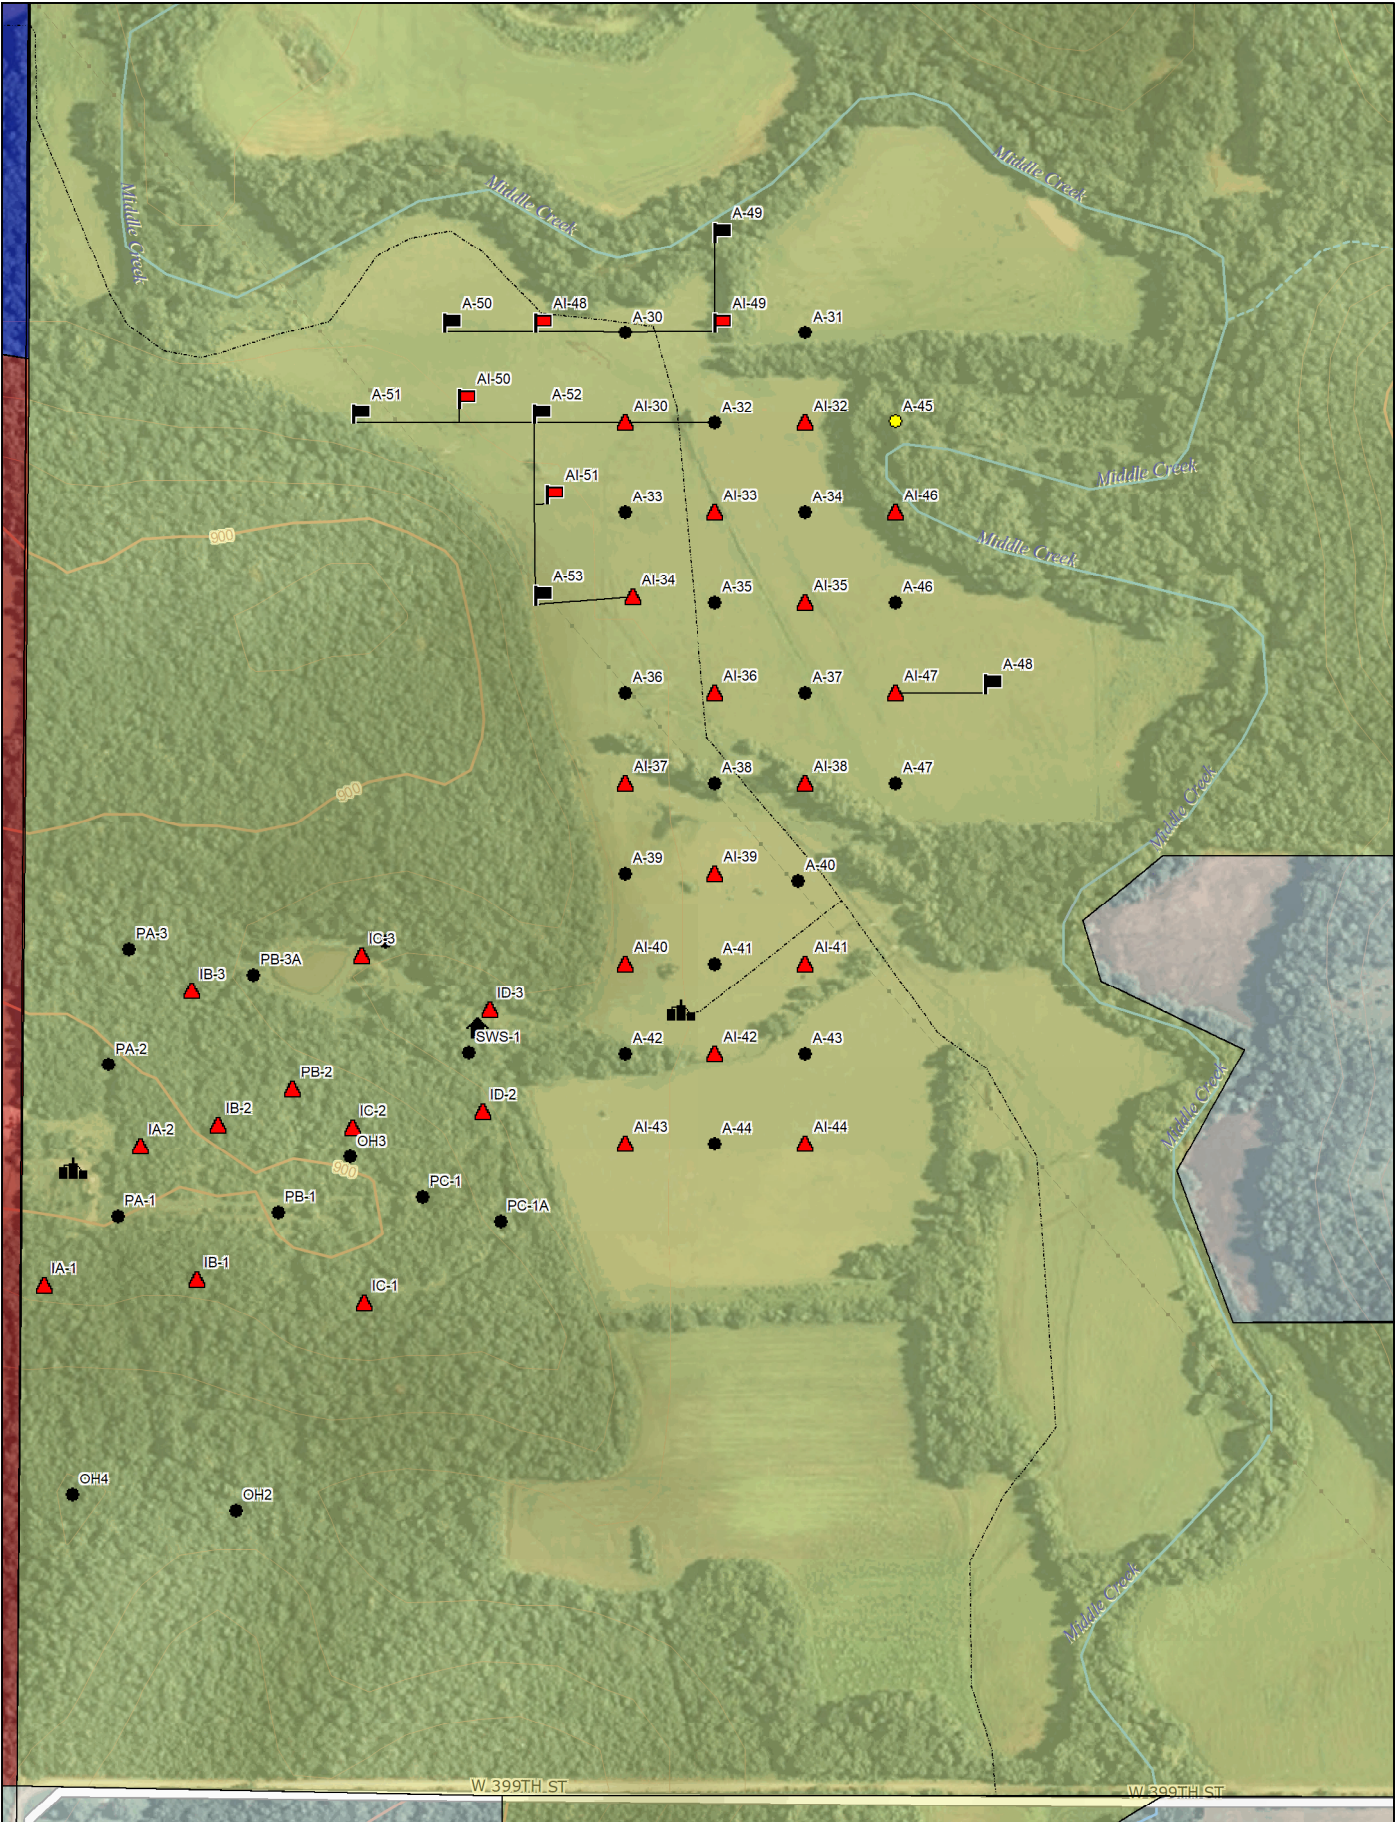 Middle Creek
Middle Creek
Middle Creek
A-49
A-50
AI-48
A-30
AI-49
A-31
A-51
AI-50
A-52
AI-30
A-32
AI-32
A-45
Middle Creek
AI-51
A-33
AI-33
A-34
AI-46
900
Middle Creek
A-53
AI-34
A-35
AI-35
A-46
A-36
AI-36
A-37
AI-47
A-48
900
AI-37
A-38
AI-38
A-47
Middle Creek
A-39
AI-39
A-40
PA-3
IC-3
IB-3
PB-3A
AI-40
A-41
AI-41
ID-3
SWS-1
A-42
AI-42
A-43
PA-2
PB-2
ID-2
Middle Creek
IB-2
IC-2
IA-2
OH3
AI-43
A-44
AI-44
900
PC-1
PA-1
PB-1
PC-1A
IA-1
IB-1
IC-1
OH4
OH2
Middle Creek
W 399TH ST
W 399TH ST